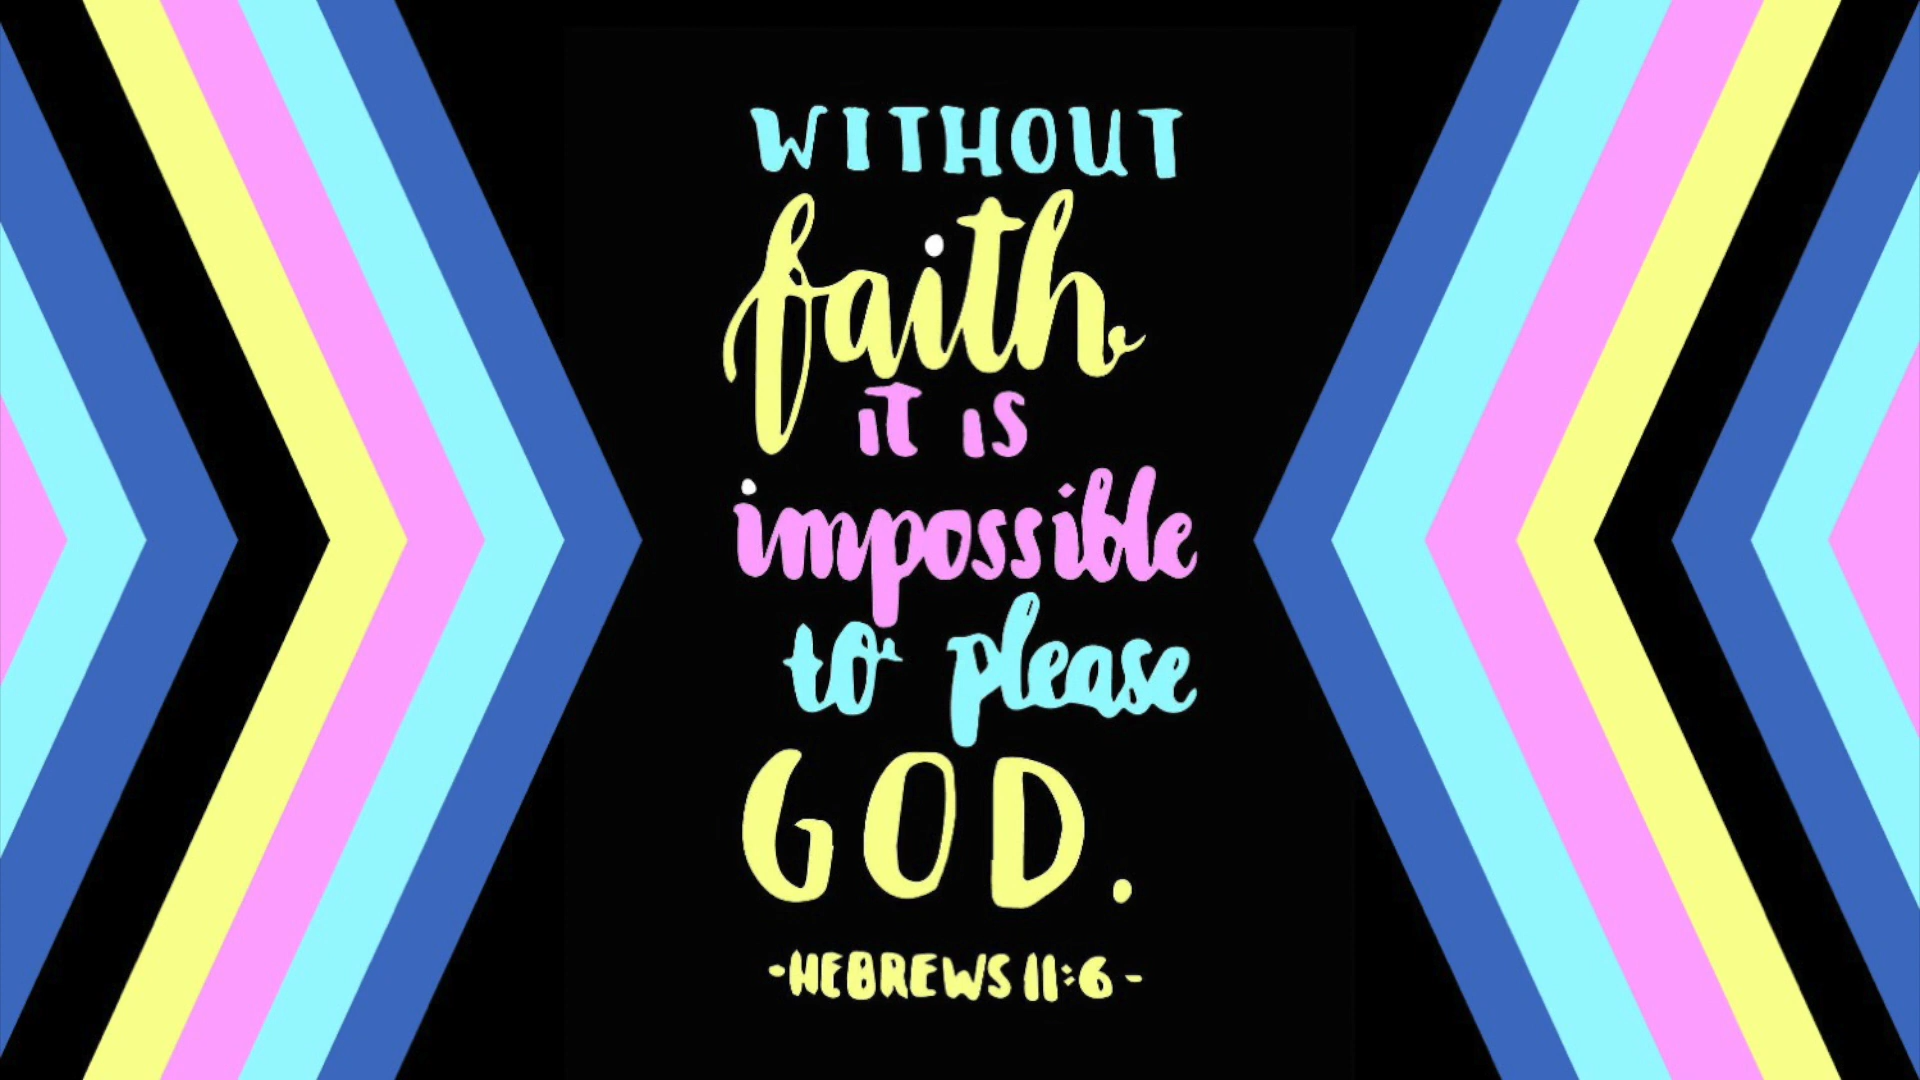 WITHOUT
faith
IT IS
impossible
to please
GOD.
-HEBREWS 11:6-